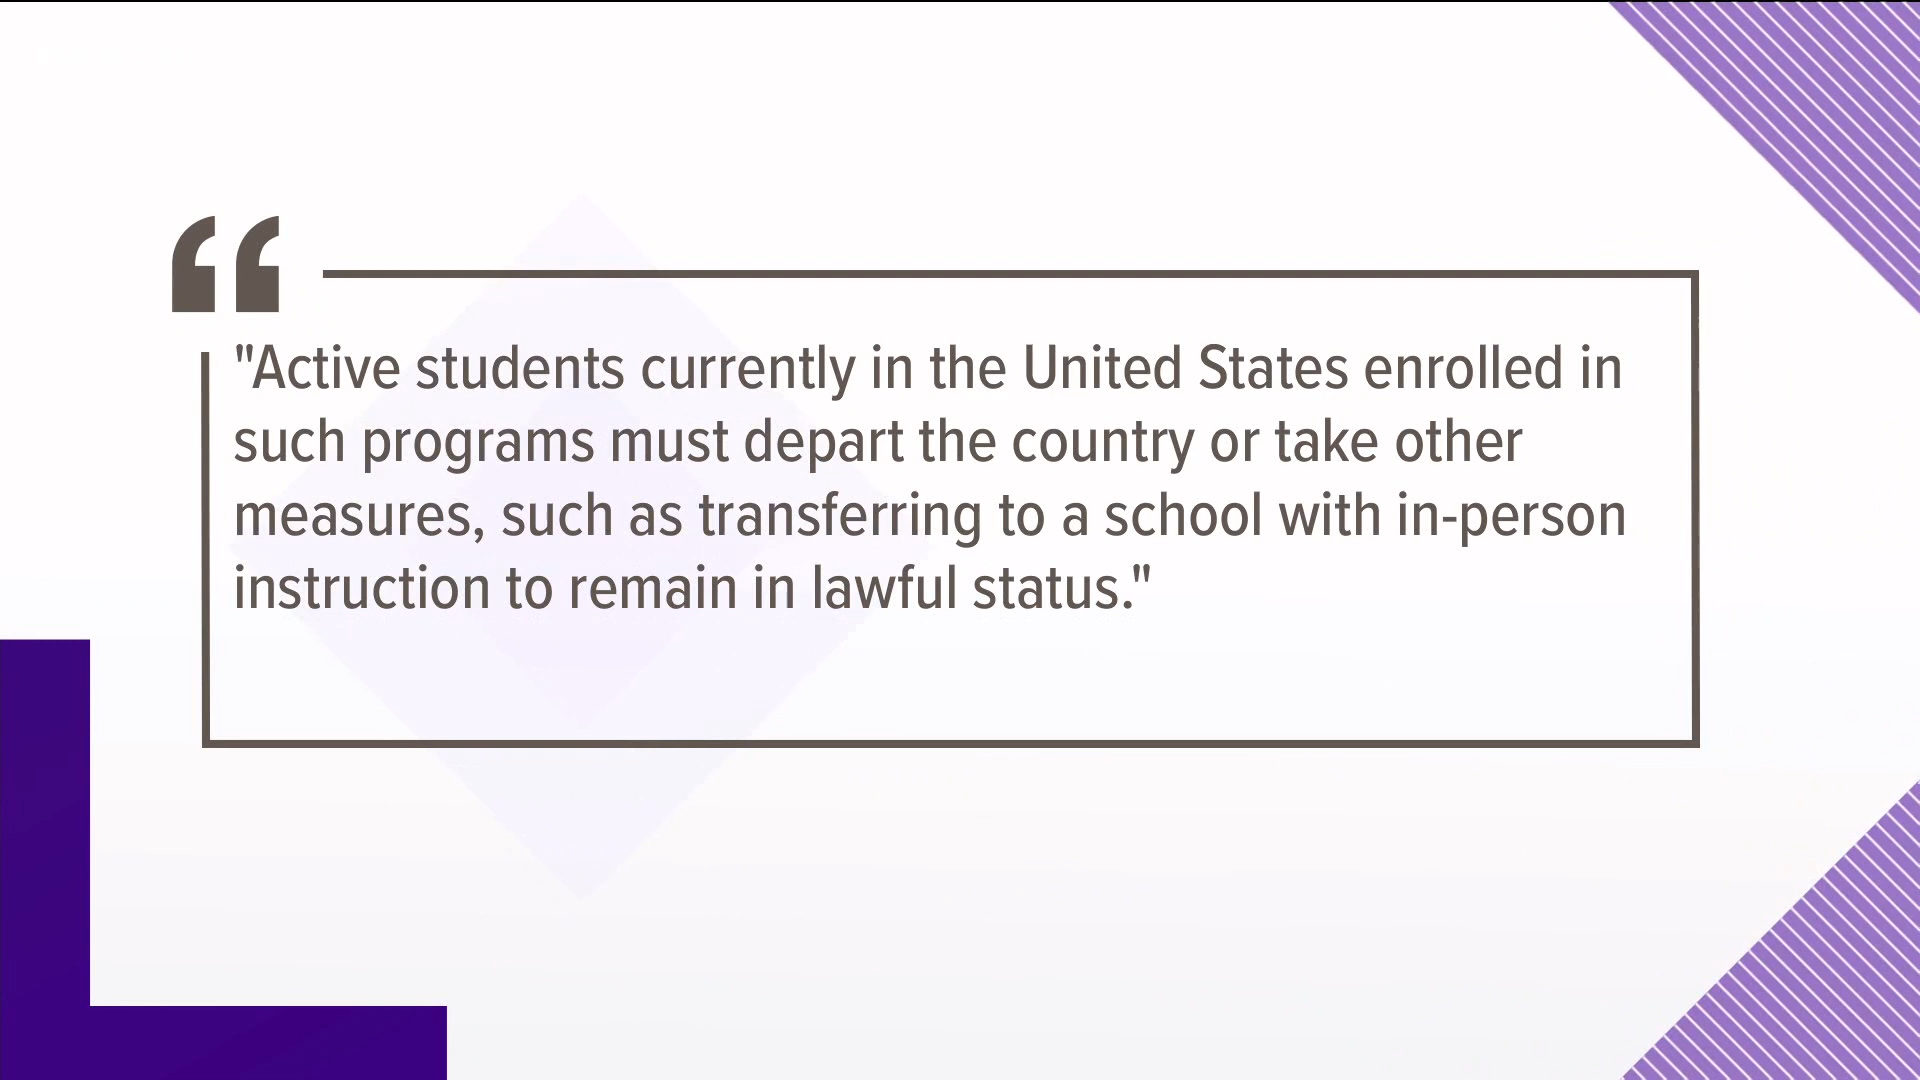 "Active students currently in the United States enrolled in
such programs must depart the country or take other
measures, such as transferring to a school with in-person
instruction to remain in lawful status."